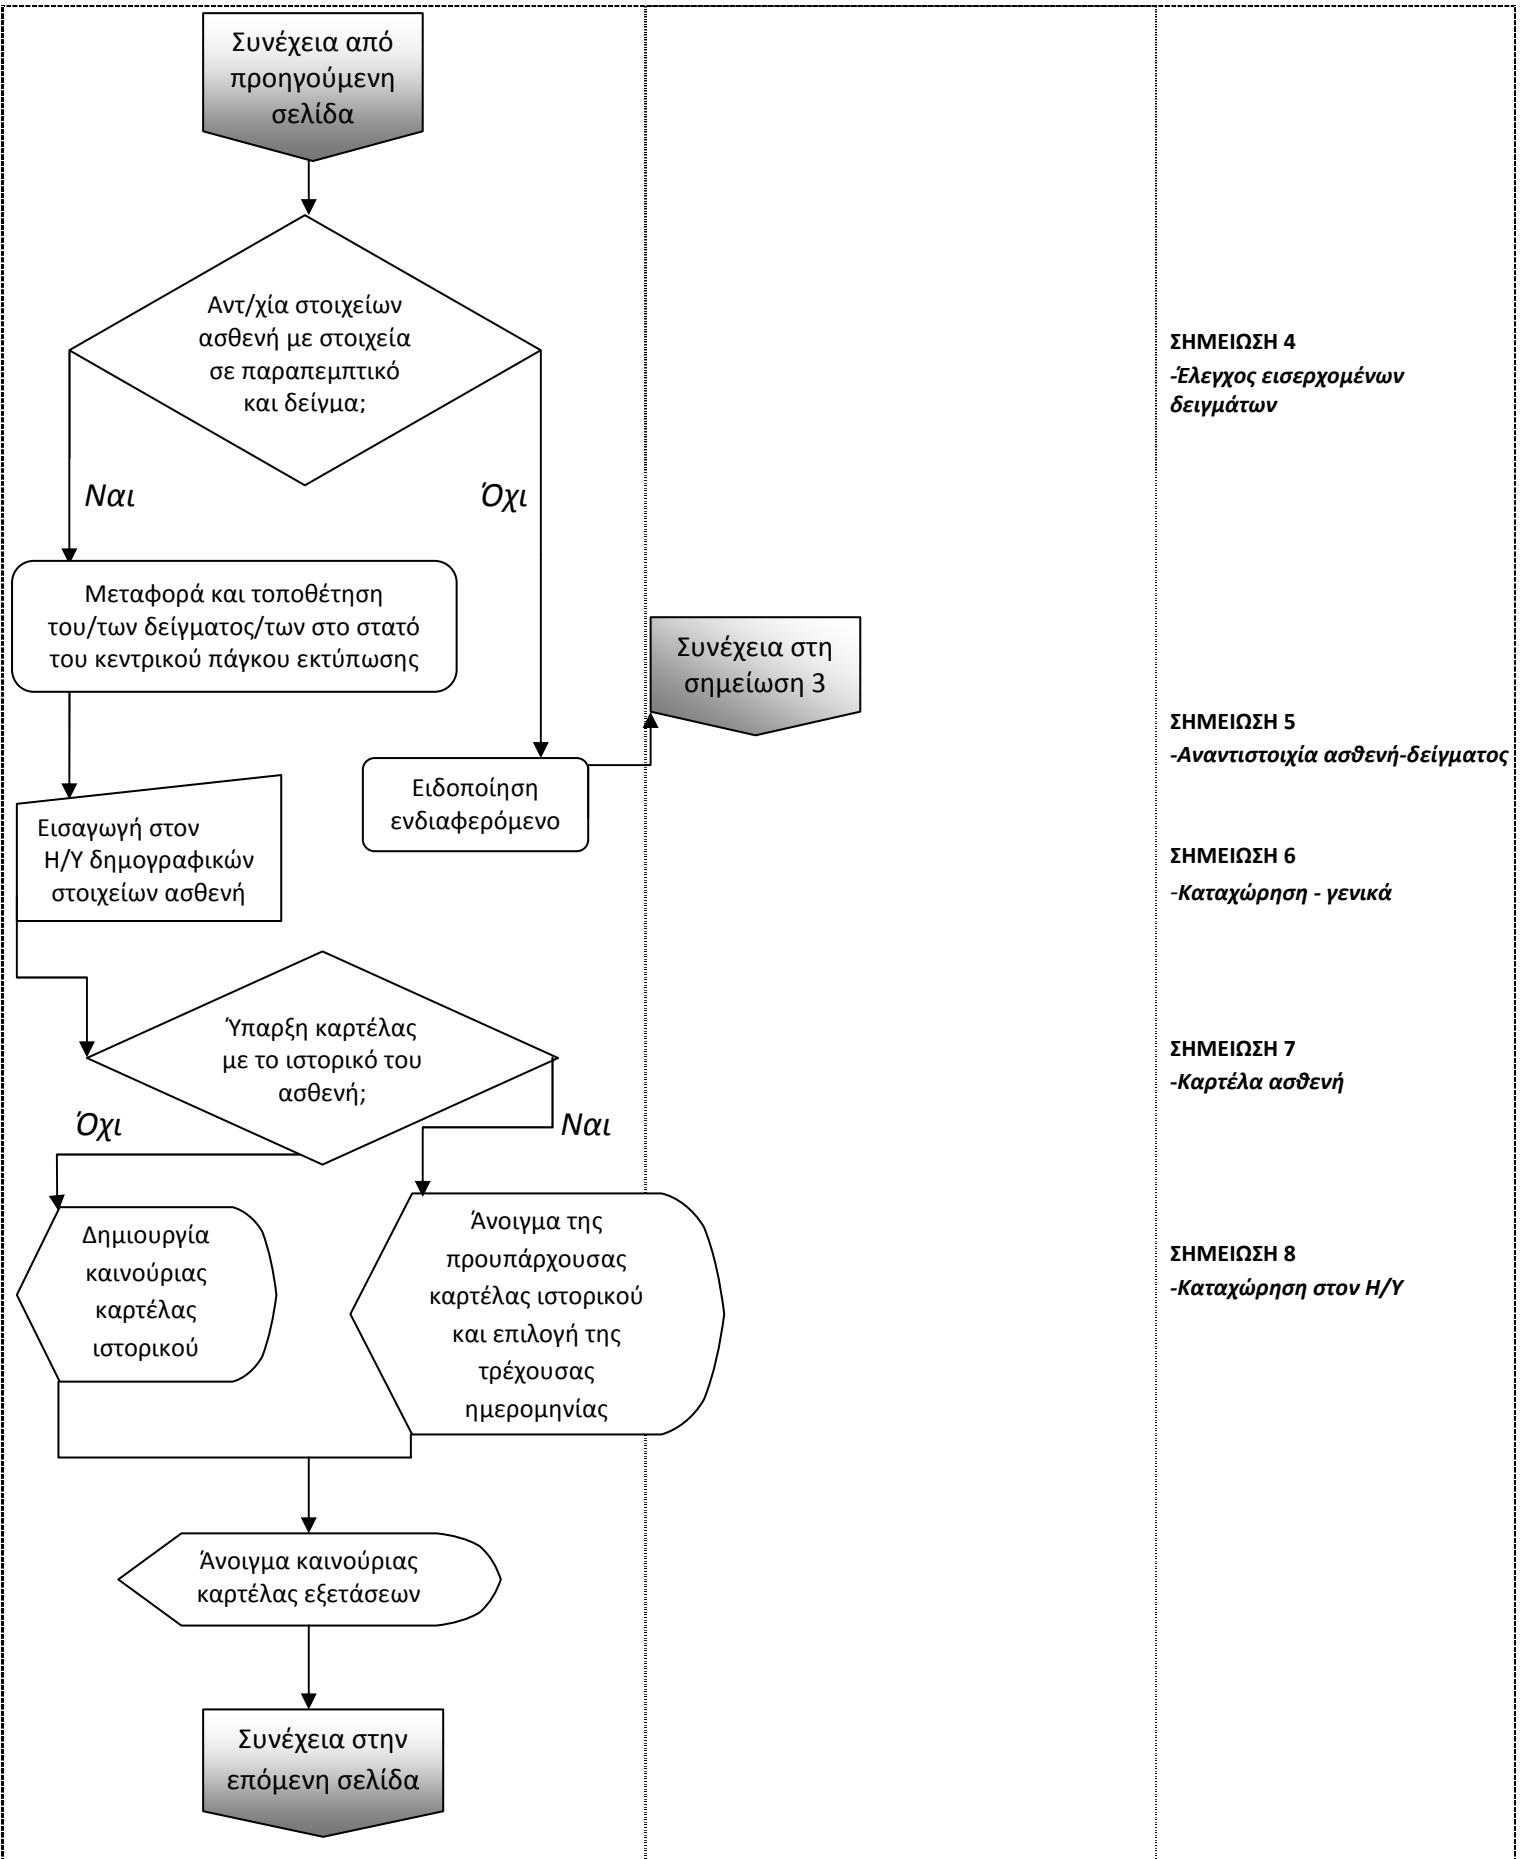 Συνέχεια από
προηγούμενη
σελίδα
Αντ/χία στοιχείων
ασθενή με στοιχεία
σε παραπεμπτικό
και δείγμα;
ΣΗΜΕΙΩΣΗ 4
-Έλεγχος εισερχομένων
δειγμάτων
Ναι
Όχι
Μεταφορά και τοποθέτηση
του/των δείγματος/των στο στατό
του κεντρικού πάγκου εκτύπωσης
Συνέχεια στη
σημείωση 3
ΣΗΜΕΙΩΣΗ 5
-Αναντιστοιχία ασθενή-δείγματος
Ειδοποίηση
ενδιαφερόμενο
Εισαγωγή στον
Η/Υ δημογραφικών
στοιχείων ασθενή
ΣΗΜΕΙΩΣΗ 6
-Καταχώρηση - γενικά
Ύπαρξη καρτέλας
με το ιστορικό του
ασθενή;
ΣΗΜΕΙΩΣΗ 7
-Καρτέλα ασθενή
Όχι
Ναι
Δημιουργία
καινούριας
καρτέλας
ιστορικού
Άνοιγμα της
προυπάρχουσας
καρτέλας ιστορικού
και επιλογή της
τρέχουσας
ημερομηνίας
ΣΗΜΕΙΩΣΗ 8
-Καταχώρηση στον Η/Υ
Άνοιγμα καινούριας
καρτέλας εξετάσεων
Συνέχεια στην
επόμενη σελίδα